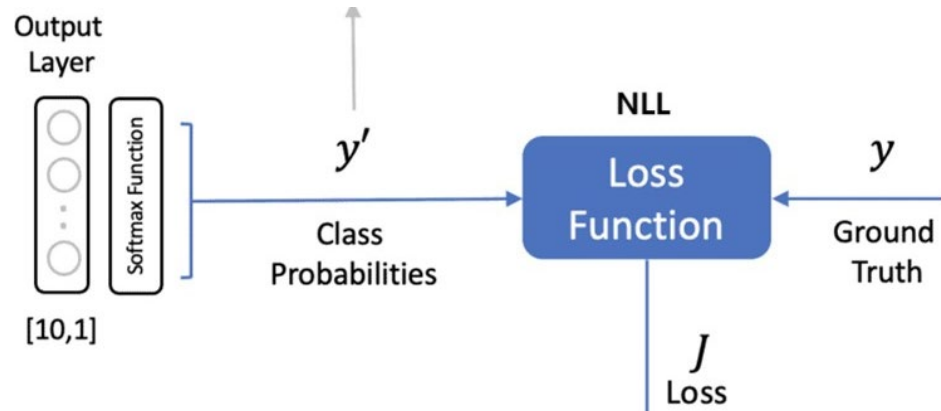 Output
Layer
Softmax Function
[10,1]
y′
Class
Probabilities
NLL
Loss
Function
y
Ground
Truth
J
Loss